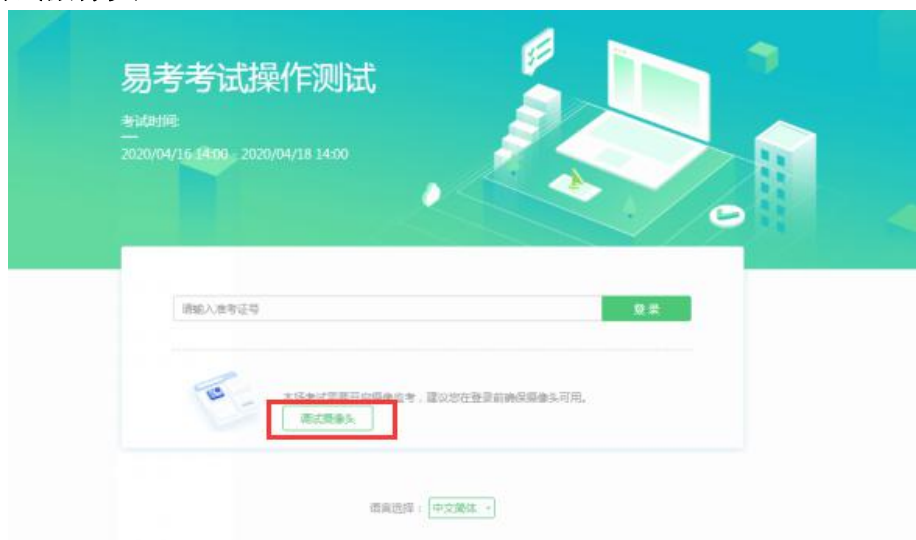 易考考试操作测试
考试时间:
2020/04/16 14:00 - 2020/04/18 14:00
请输入准考证号
登录
本场考试需要开启摄像监考，建议您在登录前确保摄像头可用。
调试摄像头
语言选择： 中文简体